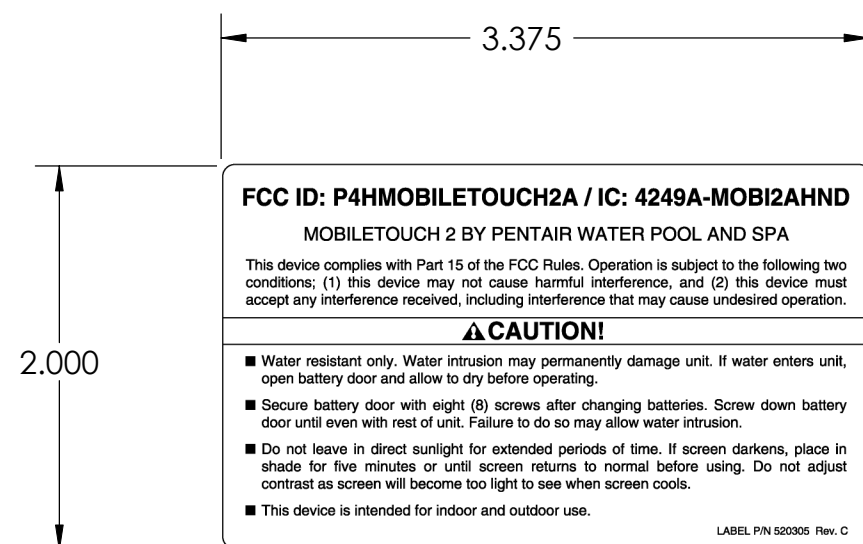 3.375
2.000
FCC ID: P4HMOBILETOUCH2A / IC: 4249A-MOBI2AHND
MOBILETOUCH 2 BY PENTAIR WATER POOL AND SPA
This device complies with Part 15 of the FCC Rules. Operation is subject to the following two
conditions; (1) this device may not cause harmful interference, and (2) this device must
accept any interference received, including interference that may cause undesired operation.
⚠CAUTION!
■ Water resistant only. Water intrusion may permanently damage unit. If water enters unit,
open battery door and allow to dry before operating.
■ Secure battery door with eight (8) screws after changing batteries. Screw down battery
door until even with rest of unit. Failure to do so may allow water intrusion.
■ Do not leave in direct sunlight for extended periods of time. If screen darkens, place in
shade for five minutes or until screen returns to normal before using. Do not adjust
contrast as screen will become too light to see when screen cools.
■ This device is intended for indoor and outdoor use.
LABEL P/N 520305 Rev. C